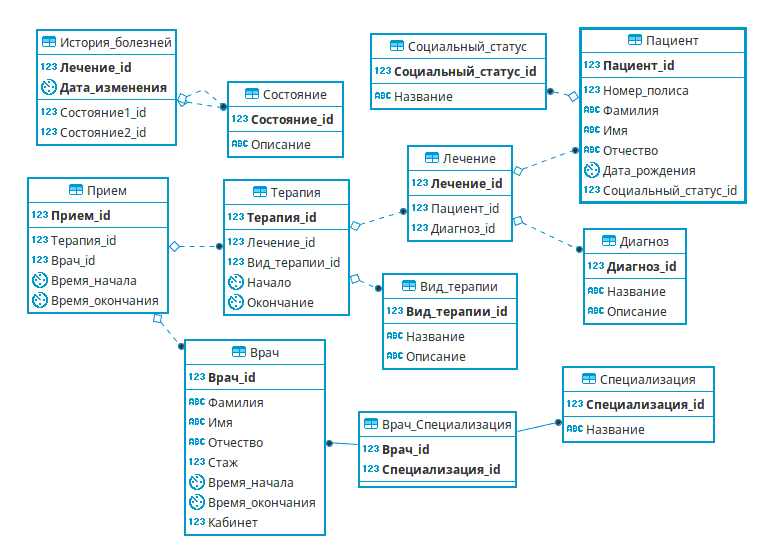 История_болезней
123 Лечение_id
Дата_изменения
123 Состояние1_id
123 Состояние2_id
Состояние
123 Состояние_id
ABC Описание
Социальный_статус
123 Социальный_статус_id
ABC Название
Пациент
123 Пациент_id
123 Номер_полиса
ABC Фамилия
ABC Имя
ABC Отчество
Дата_рождения
123 Социальный_статус_id
Прием
123 Прием_id
123 Терапия_id
123 Врач_id
Время_начала
Время_окончания
Терапия
123 Терапия_id
123 Лечение_id
123 Вид_терапии_id
Начало
Окончание
Лечение
123 Лечение_id
123 Пациент_id
123 Диагноз_id
Диагноз
123 Диагноз_id
ABC Название
ABC Описание
Вид_терапии
123 Вид_терапии_id
ABC Название
ABC Описание
Врач
123 Врач_id
ABC Фамилия
ABC Имя
ABC Отчество
123 Стаж
Время_начала
Время_окончания
123 Кабинет
Врач_Специализация
123 Врач_id
123 Специализация_id
Специализация
123 Специализация_id
ABC Название